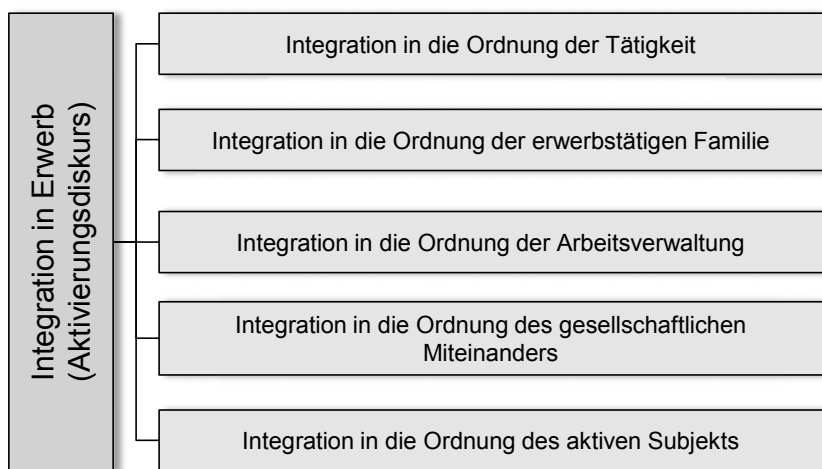 Integration in Erwerb
(Aktivierungsdiskurs)
Integration in die Ordnung der Tätigkeit
Integration in die Ordnung der erwerbstätigen Familie
Integration in die Ordnung der Arbeitsverwaltung
Integration in die Ordnung des gesellschaftlichen
Miteinanders
Integration in die Ordnung des aktiven Subjekts